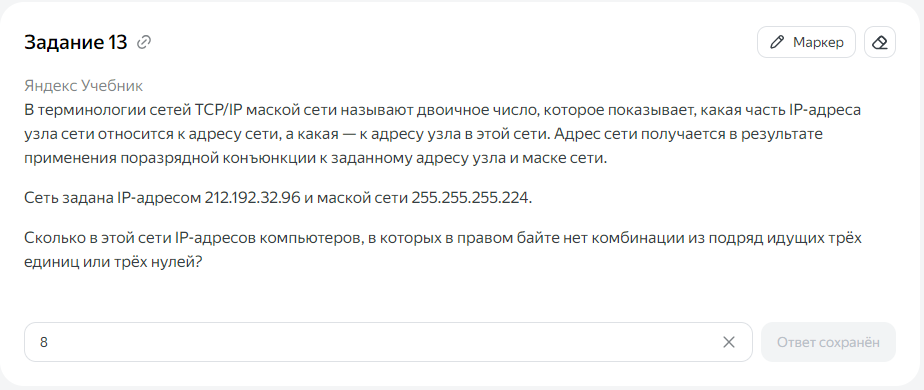 Задание 13
Маркер
Яндекс Учебник
В терминологии сетей TCP/IP маской сети называют двоичное число, которое показывает, какая часть IP-адреса
узла сети относится к адресу сети, а какая — к адресу узла в этой сети. Адрес сети получается в результате
применения поразрядной конъюнкции к заданному адресу узла и маске сети.
Сеть задана IP-адресом 212.192.32.96 и маской сети 255.255.255.224.
Сколько в этой сети IP-адресов компьютеров, в которых в правом байте нет комбинации из подряд идущих трёх
единиц или трёх нулей?
8
Ответ сохранён